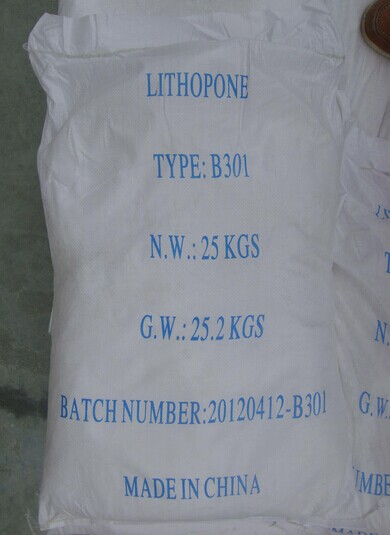 LITHOPONE
TYPE: B301
N.W.: 25 KGS
G.W.: 25.2 KGS
BATCH NUMBER:20120412-B301
MADE IN CHINA
N.
G.W.